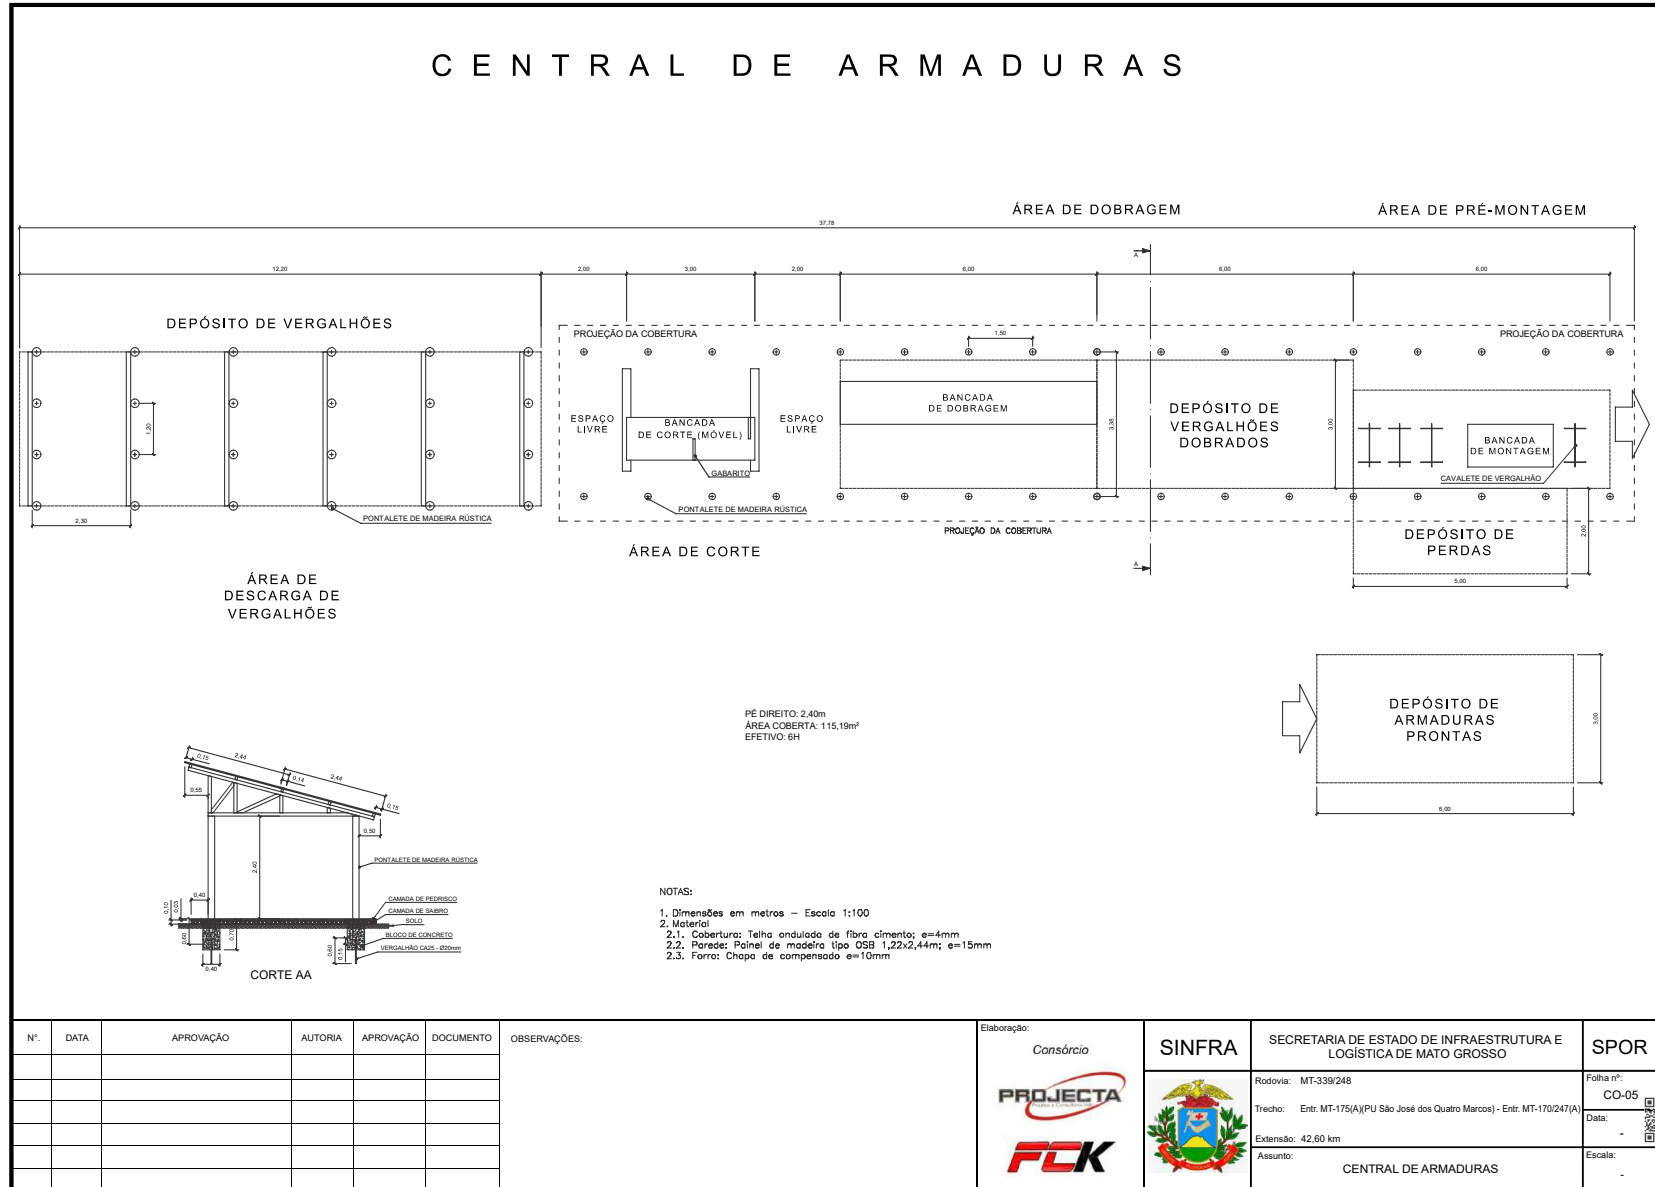 CENTRAL DE ARMADURAS
ÁREA DE DOBRAGEM
ÁREA DE PRÉ-MONTAGEM
37,78
A
12,20
2,00
3,00
2,00
6,00
6,00
6,00
DEPÓSITO DE VERGALHÕES
PROJEÇÃO DA COBERTURA
1,50
PROJEÇÃO DA COBERTURA
1,20
ESPAÇO
LIVRE
BANCADA
DE CORTE (MÓVEL)
GABARITO
ESPAÇO
LIVRE
BANCADA
DE DOBRAGEM
3,38
DEPÓSITO DE
VERGALHÕES
DOBRADOS
3,00
BANCADA
DE MONTAGEM
CAVALETE DE VERGALHÃO
2,30
PONTALETE DE MADEIRA RÚSTICA
PONTALETE DE MADEIRA RÚSTICA
PROJEÇÃO DA COBERTURA
DEPÓSITO DE
PERDAS
2,00
5,00
A
ÁREA DE CORTE
ÁREA DE
DESCARGA DE
VERGALHÕES
DEPÓSITO DE
ARMADURAS
PRONTAS
3,00
6,00
PÉ DIREITO: 2,40m
ÁREA COBERTA: 115,19m²
EFETIVO: 6H
0,15
2,44
0,14
2,44
0,15
0,55
0,50
2,40
PONTALETE DE MADEIRA RÚSTICA
0,40
0,10
0,03
CAMADA DE PEDRISCO
CAMADA DE SAIBRO
SOLO
BLOCO DE CONCRETO
VERGALHÃO CA25 - Ø20mm
0,60
0,70
0,60
0,15
0,40
CORTE AA
NOTAS:
1. Dimensões em metros – Escala 1:100
2. Material
2.1. Cobertura: Telha ondulada de fibra cimento; e=4mm
2.2. Parede: Painel de madeira tipo OSB 1,22x2,44m; e=15mm
2.3. Forro: Chapa de compensado e=10mm
N°.
DATA
APROVAÇÃO
AUTORIA
APROVAÇÃO
DOCUMENTO
OBSERVAÇÕES:
Elaboração:
Consórcio
PROJECTA
FCK
SINFRA
SECRETARIA DE ESTADO DE INFRAESTRUTURA E
LOGÍSTICA DE MATO GROSSO
SPOR
Rodovia: MT-339/248
Trecho: Entr. MT-175(A)(PU São José dos Quatro Marcos) - Entr. MT-170/247(A)
Extensão: 42,60 km
Assunto:
CENTRAL DE ARMADURAS
Folha nº:
CO-05
Data:
-
Escala:
-